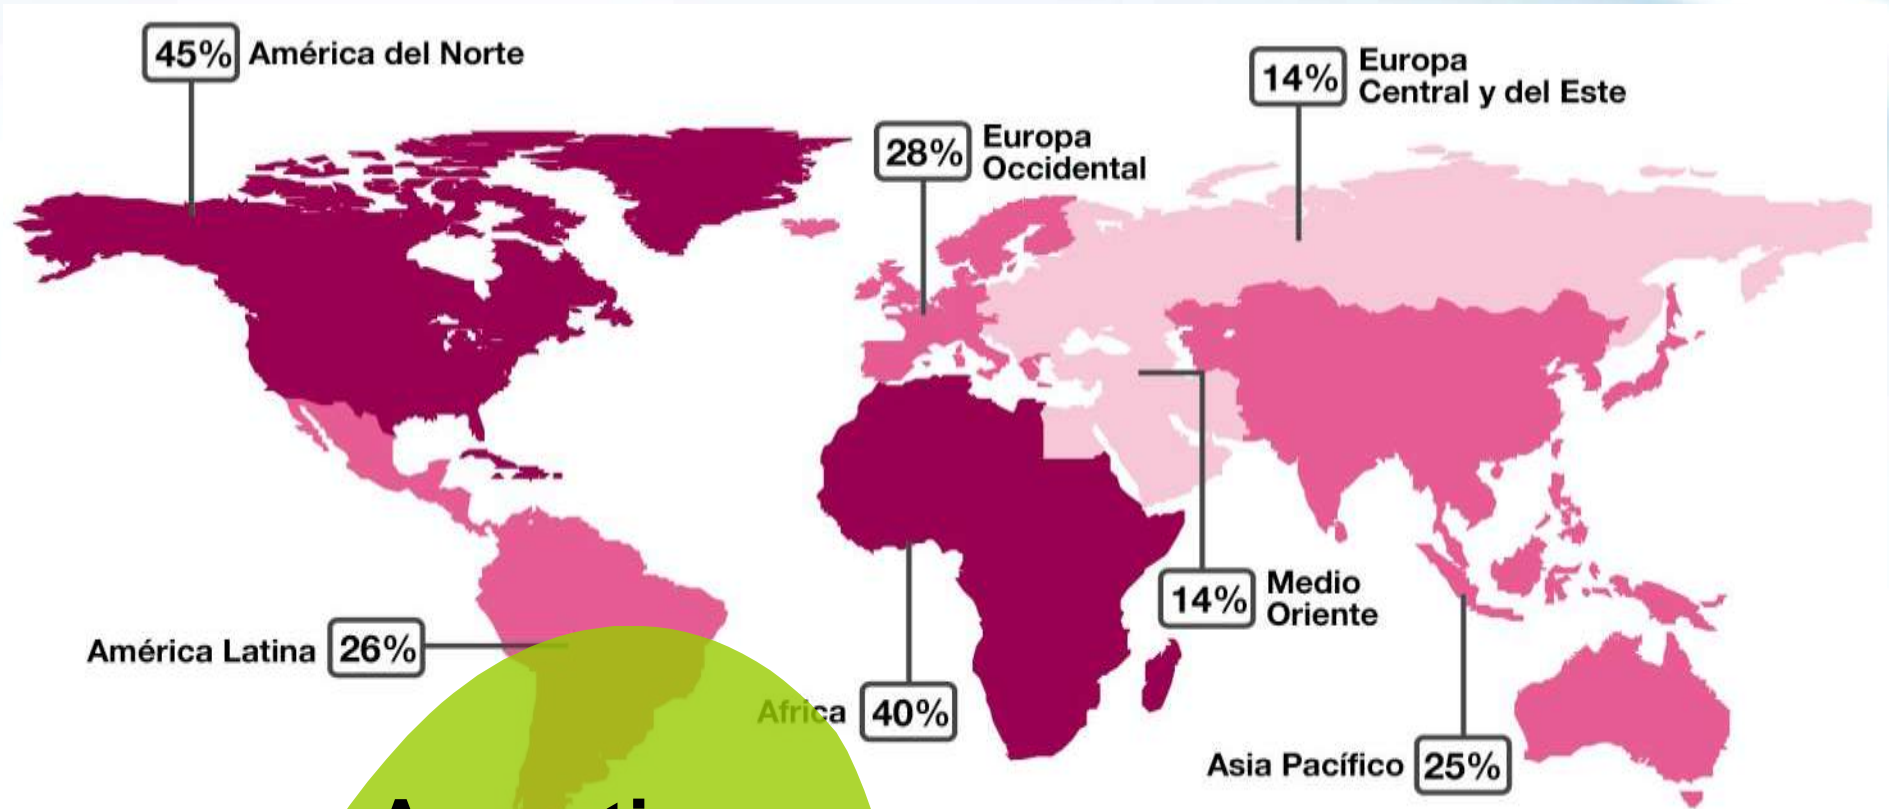 45% América del Norte
14% Europa
Central y del Este
28% Europa
Occidental
14% Medio
Oriente
América Latina 26%
Africa 40%
Asia Pacífico 25%